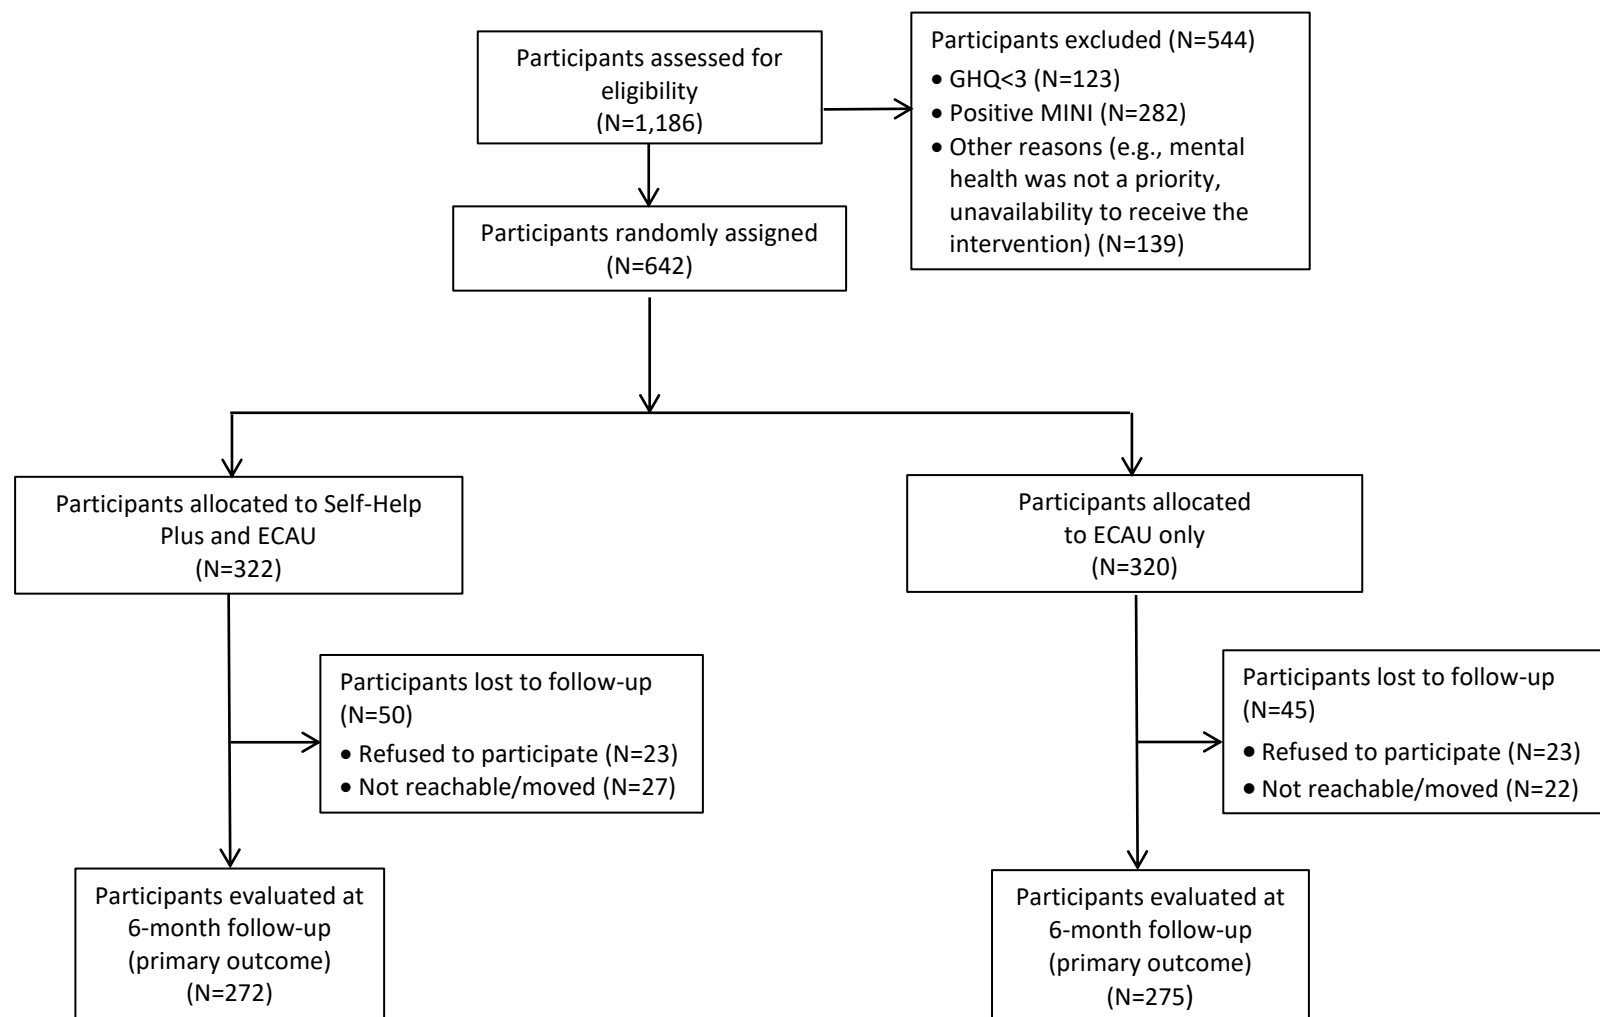 Participants assessed for
eligibility
(N=1,186)
Participants excluded (N=544)
• GHQ<3 (N=123)
• Positive MINI (N=282)
• Other reasons (e.g., mental
health was not a priority,
unavailability to receive the
intervention) (N=139)
Participants randomly assigned
(N=642)
Participants allocated to Self-Help
Plus and ECAU
(N=322)
Participants allocated
to ECAU only
(N=320)
Participants lost to follow-up
(N=50)
• Refused to participate (N=23)
• Not reachable/moved (N=27)
Participants lost to follow-up
(N=45)
• Refused to participate (N=23)
• Not reachable/moved (N=22)
Participants evaluated at
6-month follow-up
(primary outcome)
(N=272)
Participants evaluated at
6-month follow-up
(primary outcome)
(N=275)